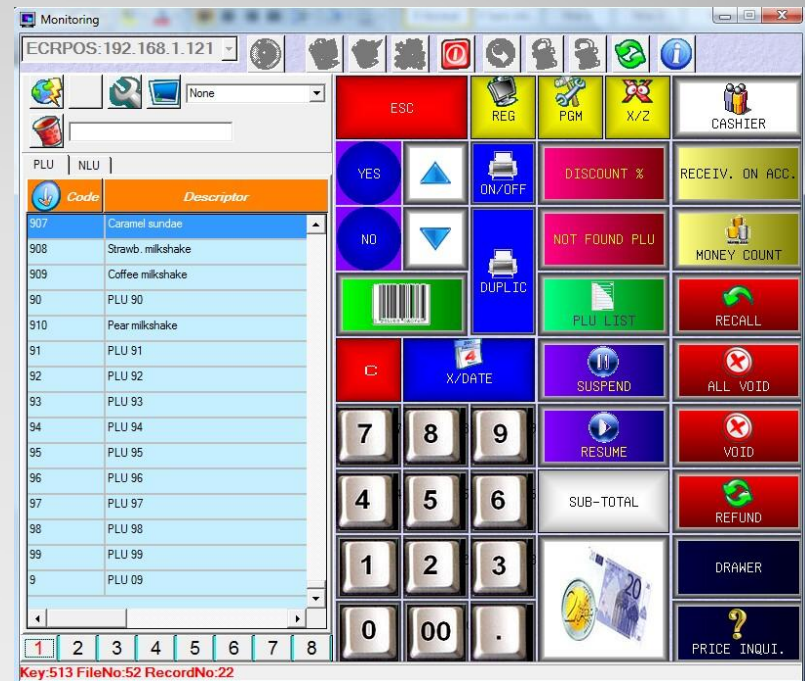 Monitoring
ECRPOS:192.168.1.121
None
PLU
NLU
Code
Descriptor
907 Caramel sundae
908 Strawb. milkshake
909 Coffee milkshake
90 PLU 90
910 Pear milkshake
91 PLU 91
92 PLU 92
93 PLU 93
94 PLU 94
95 PLU 95
96 PLU 96
97 PLU 97
98 PLU 98
99 PLU 99
9 PLU 09
1 2 3 4 5 6 7 8
Key:513 FileNo:52 RecordNo:22
ESC
REG
PGM
X/Z
CASHIER
YES
ON/OFF
DISCOUNT %
RECEIV. ON ACC.
NO
DUPLIC
NOT FOUND PLU
MONEY COUNT
PLU LIST
RECALL
C
4
X/DATE
SUSPEND
ALL VOID
7 8 9
RESUME
VOID
4 5 6
SUB-TOTAL
REFUND
1 2 3
20
DRAWER
0 00 .
PRICE INQUI.